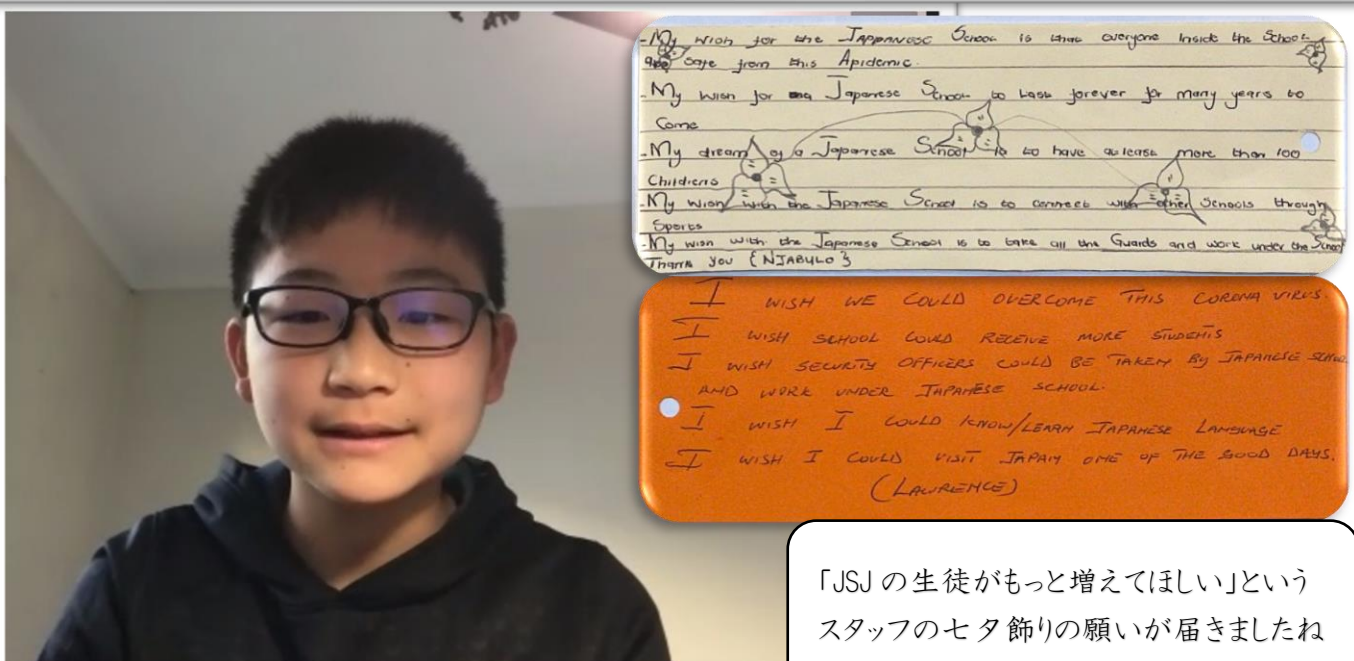 - My wish for the JAPPANESE School is that everyone inside the School
are safe from this Apidemic.
- My wish for Japanese School to last forever for many years to
Come
- My dream of a Japanese School is to have atleast more than 100
Childrens
- My wish with the Japanese School is to connect with other Schools through
Sports
- My wish with the Japanese School is to take all the Guards and work under the School
Thank you {NJABULO}
I WISH WE COULD OVERCOME THIS CORONA VIRUS.
I WISH SCHOOL COULD RECEIVE MORE STUDENTS
I WISH SECURITY OFFICERS COULD BE TAKEN BY JAPANESE SCHOOL
AND WORK UNDER JAPANESE SCHOOL.
I WISH I COULD KNOW/LEARN JAPANESE LANGUAGE
I WISH I COULD VISIT JAPAN ONE OF THE GOOD DAYS.
(LAWRENCE)
「JSJの生徒がもっと増えてほしい」という
スタッフの七夕飾りの願いが届きましたね